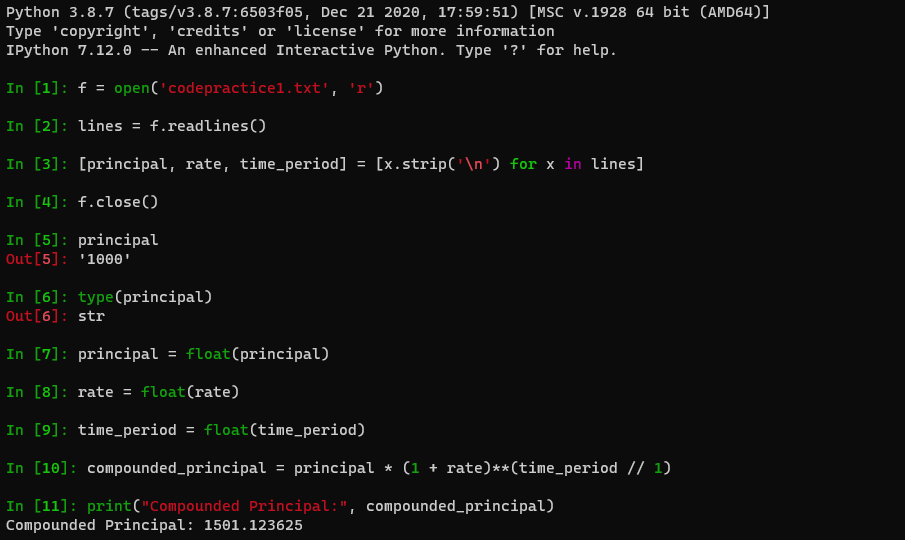 Python 3.8.7 (tags/v3.8.7:6503f05, Dec 21 2020, 17:59:51) [MSC v.1928 64 bit (AMD64)]
Type 'copyright', 'credits' or 'license' for more information
IPython 7.12.0 -- An enhanced Interactive Python. Type '?' for help.
In [1]: f = open('codepractice1.txt', 'r')
In [2]: lines = f.readlines()
In [3]: [principal, rate, time_period] = [x.strip('\n') for x in lines]
In [4]: f.close()
In [5]: principal
Out[5]: '1000'
In [6]: type(principal)
Out[6]: str
In [7]: principal = float(principal)
In [8]: rate = float(rate)
In [9]: time_period = float(time_period)
In [10]: compounded_principal = principal * (1 + rate)**(time_period // 1)
In [11]: print("Compounded Principal:", compounded_principal)
Compounded Principal: 1501.123625